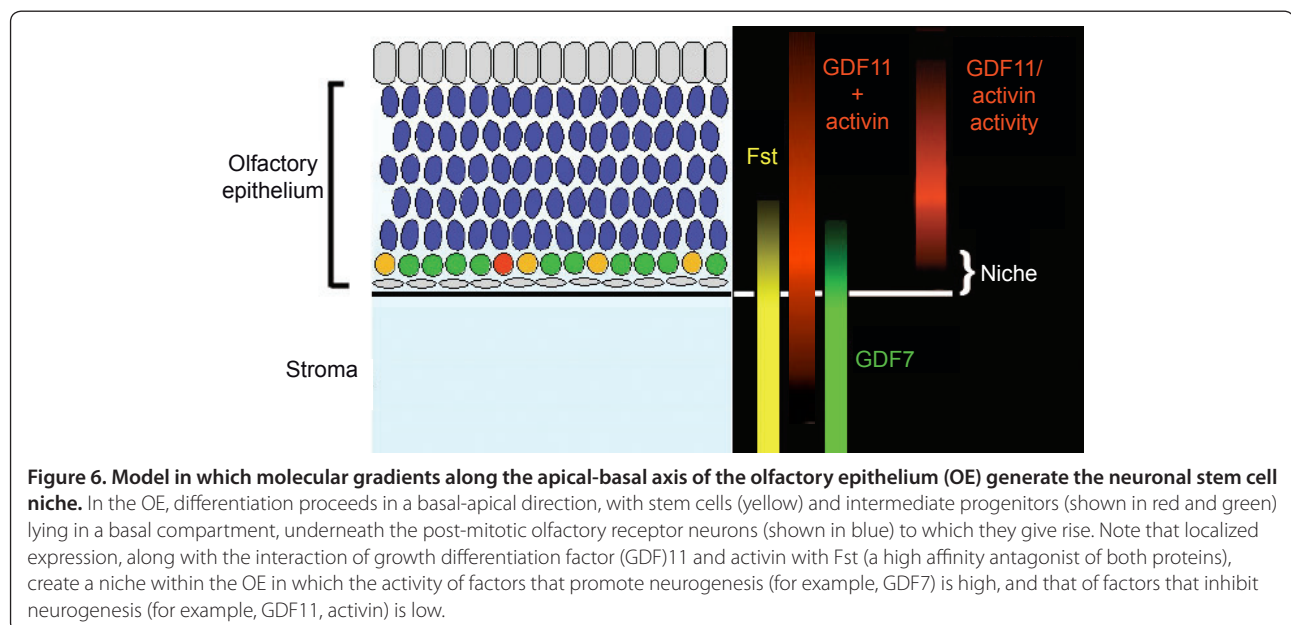 Olfactory
epithelium
Stroma
Fst
GDF11
+
activin
GDF7
GDF11/
activin
activity
Niche
Figure 6. Model in which molecular gradients along the apical-basal axis of the olfactory epithelium (OE) generate the neuronal stem cell
niche. In the OE, differentiation proceeds in a basal-apical direction, with stem cells (yellow) and intermediate progenitors (shown in red and green)
lying in a basal compartment, underneath the post-mitotic olfactory receptor neurons (shown in blue) to which they give rise. Note that localized
expression, along with the interaction of growth differentiation factor (GDF)11 and activin with Fst (a high affinity antagonist of both proteins),
create a niche within the OE in which the activity of factors that promote neurogenesis (for example, GDF7) is high, and that of factors that inhibit
neurogenesis (for example, GDF11, activin) is low.